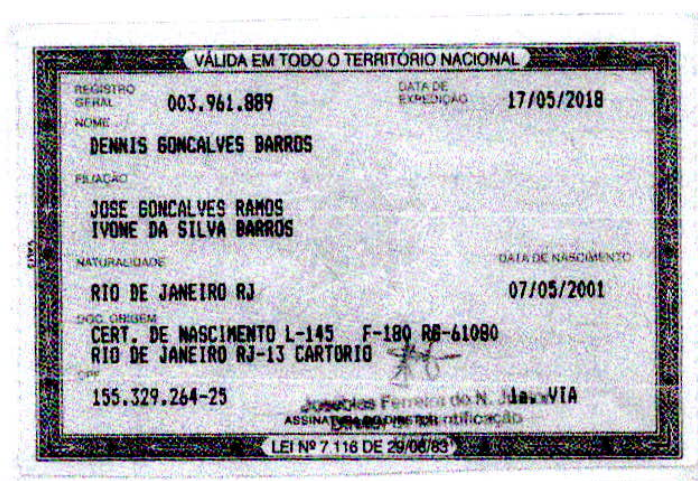 VÁLIDA EM TODO O TERRITÓRIO NACIONAL
REGISTRO GERAL 003.961.889 DATA DE EXPEDIÇÃO 17/05/2018
NOME
DENNIS GONCALVES BARROS
FILIAÇÃO
JOSE GONCALVES RAMOS
IVONE DA SILVA BARROS
NATURALIDADE DATA DE NASCIMENTO
RIO DE JANEIRO RJ 07/05/2001
DOC. ORIGEM
CERT. DE NASCIMENTO L-145 F-180 RG-61080
RIO DE JANEIRO RJ-13 CARTORIO
CPF
155.329.264-25
Ferreira do N. 1a. VIA
ASSINATURA DO DIRETOR
LEI Nº 7.116 DE 29/08/83